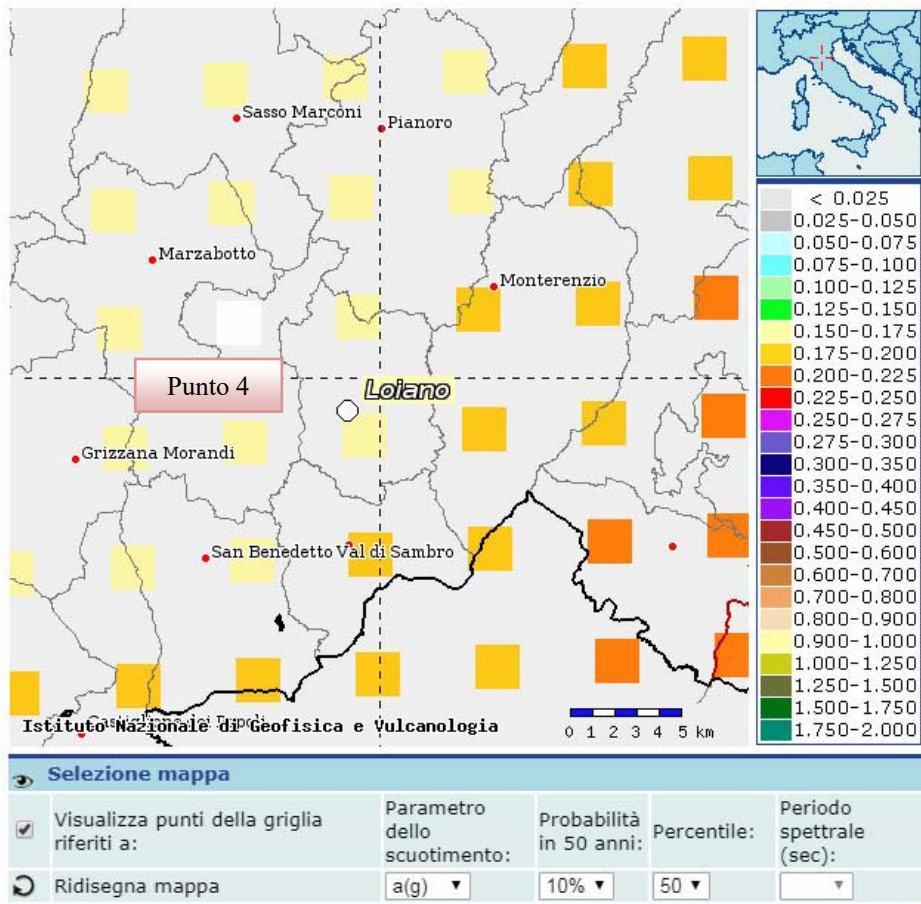 Sasso Marconi
Pianoro
Marzabotto
Monterenzio
Punto 4
Loiano
Grizzana Morandi
San Benedetto Val di Sambro
Istituto Nazionale di Geofisica e Vulcanologia
0 1 2 3 4 5 km
< 0.025
0.025-0.050
0.050-0.075
0.075-0.100
0.100-0.125
0.125-0.150
0.150-0.175
0.175-0.200
0.200-0.225
0.225-0.250
0.250-0.275
0.275-0.300
0.300-0.350
0.350-0.400
0.400-0.450
0.450-0.500
0.500-0.600
0.600-0.700
0.700-0.800
0.800-0.900
0.900-1.000
1.000-1.250
1.250-1.500
1.500-1.750
1.750-2.000
Selezione mappa
Visualizza punti della griglia
riferiti a:
Parametro
dello
scuotimento:
Probabilità
in 50 anni:
Percentile:
Periodo
spettrale
(sec):
Ridisegna mappa
a(g)
10%
50